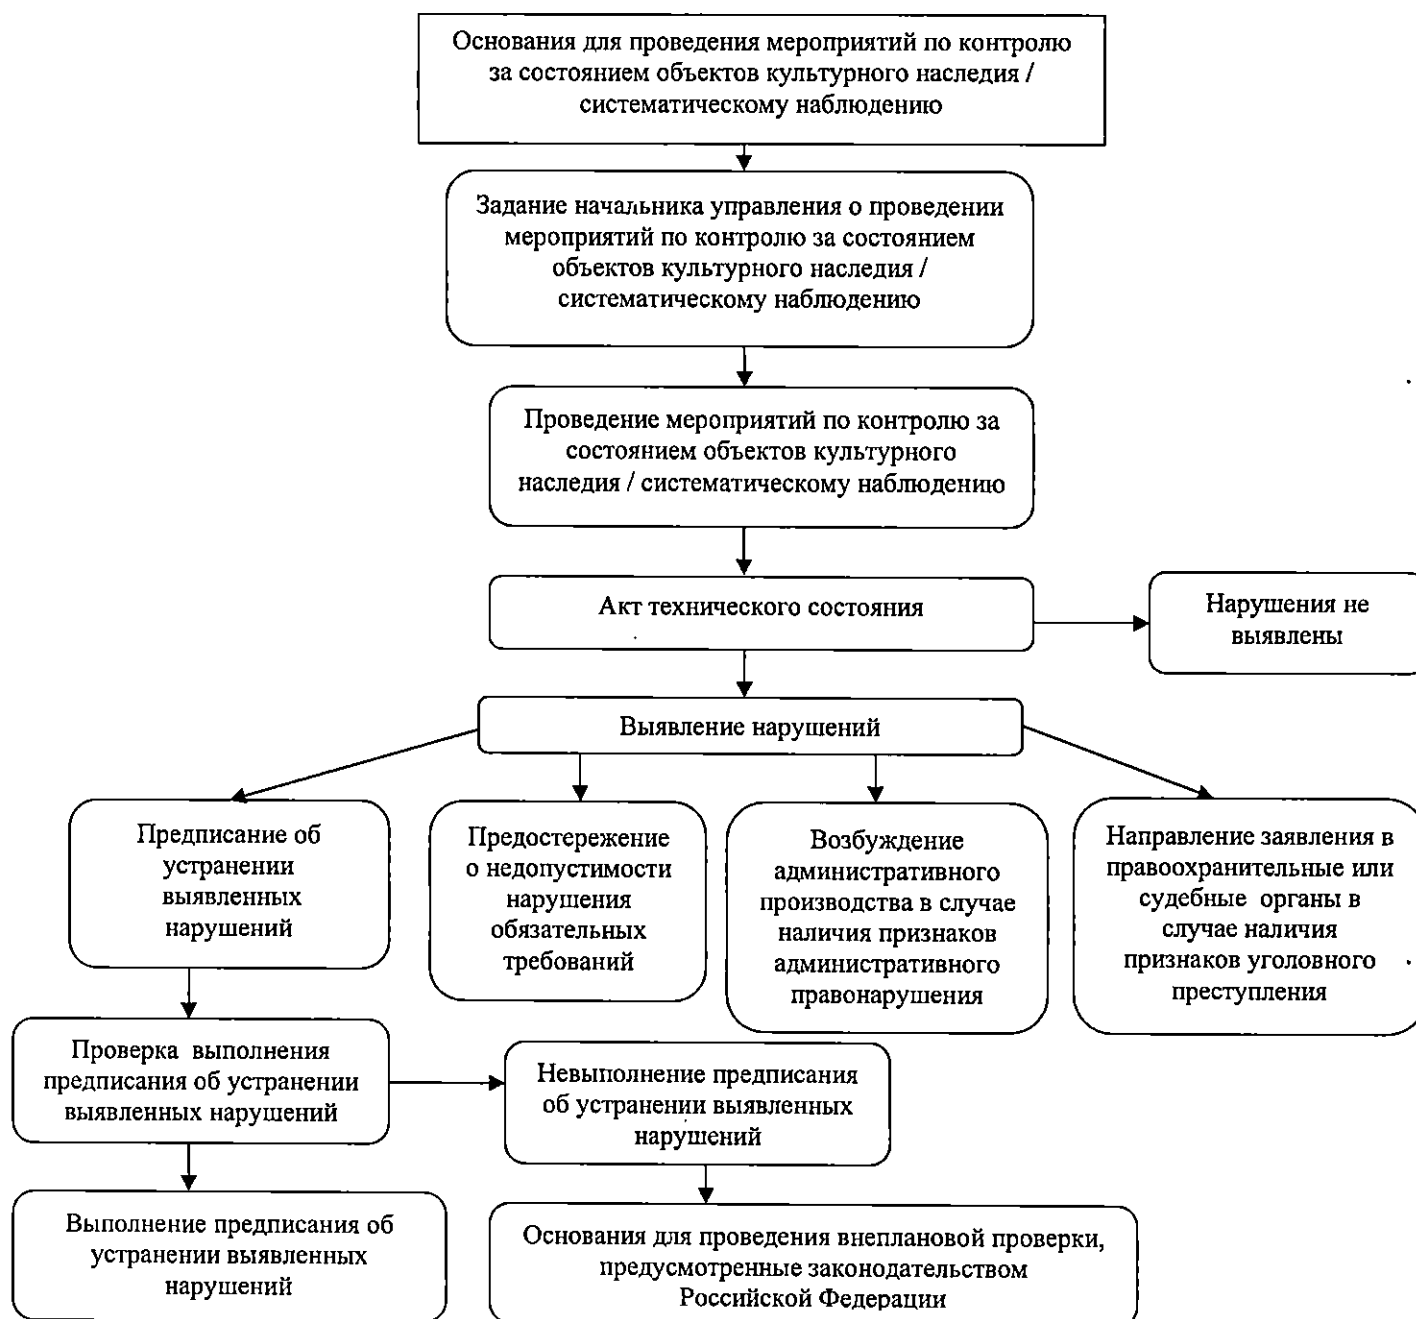 Основания для проведения мероприятий по контролю
за состоянием объектов культурного наследия /
систематическому наблюдению
Задание начальника управления о проведении
мероприятий по контролю за состоянием
объектов культурного наследия /
систематическому наблюдению
Проведение мероприятий по контролю за
состоянием объектов культурного
наследия / систематическому наблюдению
Акт технического состояния
Нарушения не
выявлены
Выявление нарушений
Предписание об
устранении
выявленных
нарушений
Предостережение
о недопустимости
нарушения
обязательных
требований
Возбуждение
административного
производства в случае
наличия признаков
административного
правонарушения
Направление заявления в
правоохранительные или
судебные органы в
случае наличия
признаков уголовного
преступления
Проверка выполнения
предписания об устранении
выявленных нарушений
Невыполнение предписания
об устранении выявленных
нарушений
Выполнение предписания об
устранении выявленных
нарушений
Основания для проведения внеплановой проверки,
предусмотренные законодательством
Российской Федерации